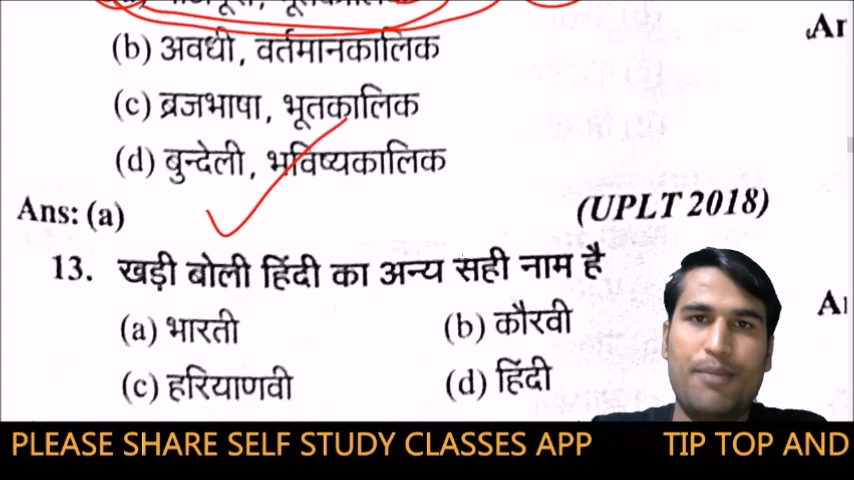 (b) अवधी, वर्तमानकालिक
(c) ब्रजभाषा, भूतकालिक
(d) बुन्देली, भविष्यकालिक
Ans: (a)
(UPLT 2018)
13. खड़ी बोली हिंदी का अन्य सही नाम है
(a) भारती
(b) कौरवी
(c) हरियाणवी
(d) हिंदी
PLEASE SHARE SELF STUDY CLASSES APP
TIP TOP AND